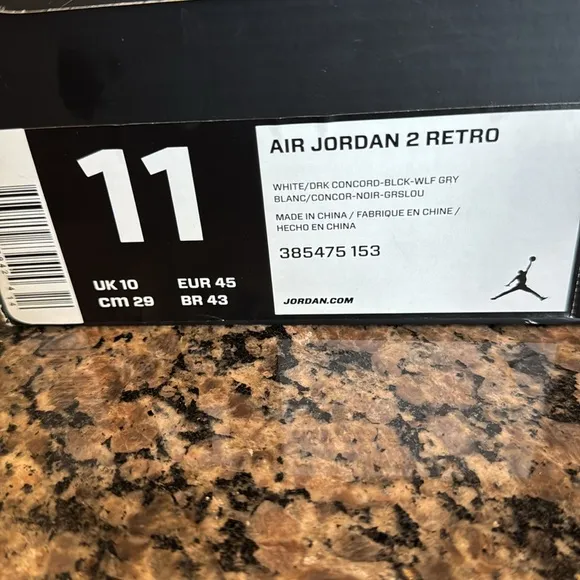 11
UK 10 EUR 45
cm 29 BR 43
AIR JORDAN 2 RETRO
WHITE/DRK CONCORD-BLCK-WLF GRY
BLANC/CONCOR-NOIR-GRSLOU
MADE IN CHINA / FABRIQUE EN CHINE /
HECHO EN CHINA
385475 153
JORDAN.COM